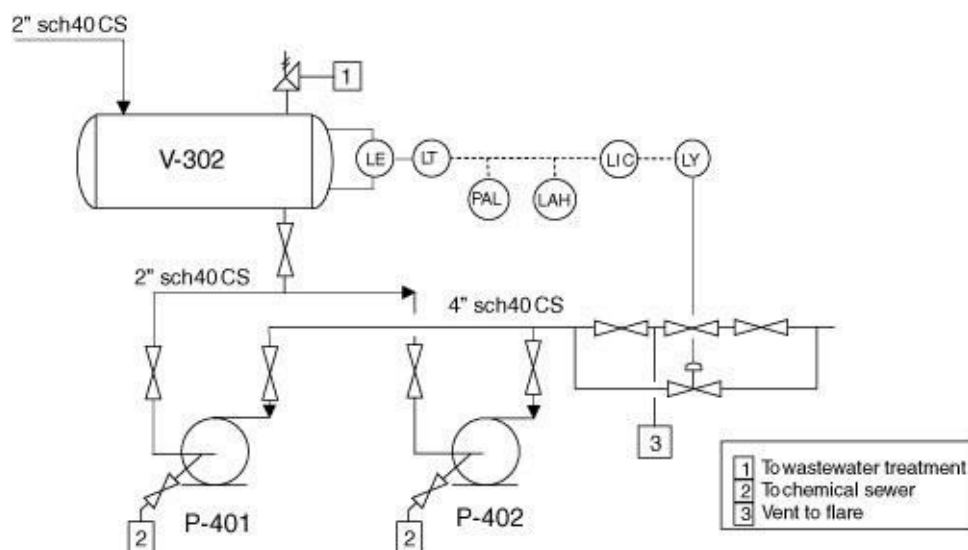 2" sch40 CS
1
V-302
LE
LT
LIC
LY
PAL
LAH
2" sch40 CS
4" sch40 CS
3
1 To wastewater treatment
2 To chemical sewer
3 Vent to flare
2
P-401
2
P-402